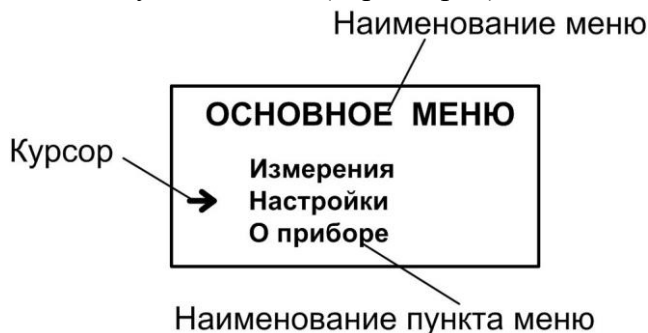 Наименование меню
ОСНОВНОЕ МЕНЮ
Курсор
Измерения
Настройки
О приборе
Наименование пункта меню